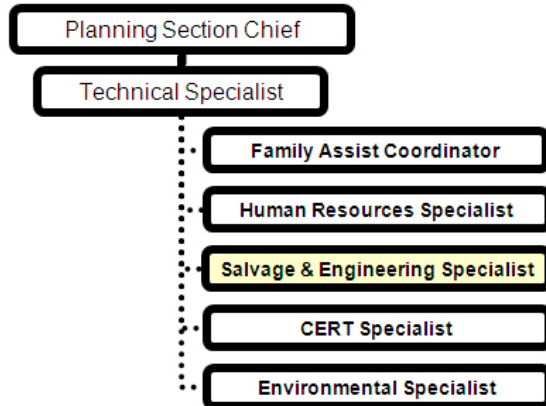 Planning Section Chief
Technical Specialist
Family Assist Coordinator
Human Resources Specialist
Salvage & Engineering Specialist
CERT Specialist
Environmental Specialist